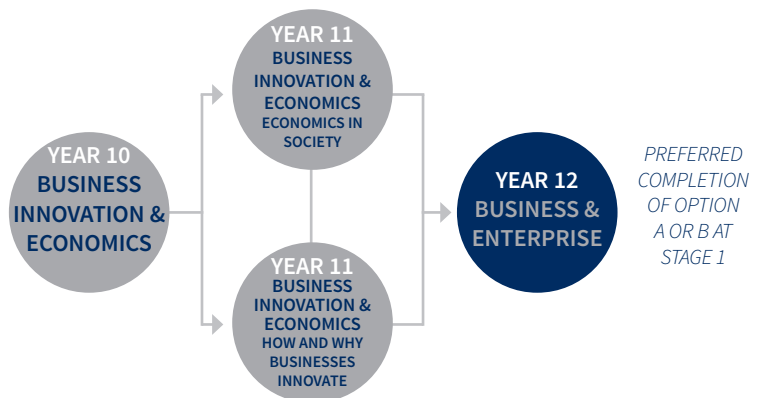 YEAR 10
BUSINESS
INNOVATION &
ECONOMICS
YEAR 11
BUSINESS
INNOVATION &
ECONOMICS
ECONOMICS IN
SOCIETY
YEAR 11
BUSINESS
INNOVATION &
ECONOMICS
HOW AND WHY
BUSINESSES
INNOVATE
YEAR 12
BUSINESS &
ENTERPRISE
PREFERRED
COMPLETION
OF OPTION
A OR B AT
STAGE 1